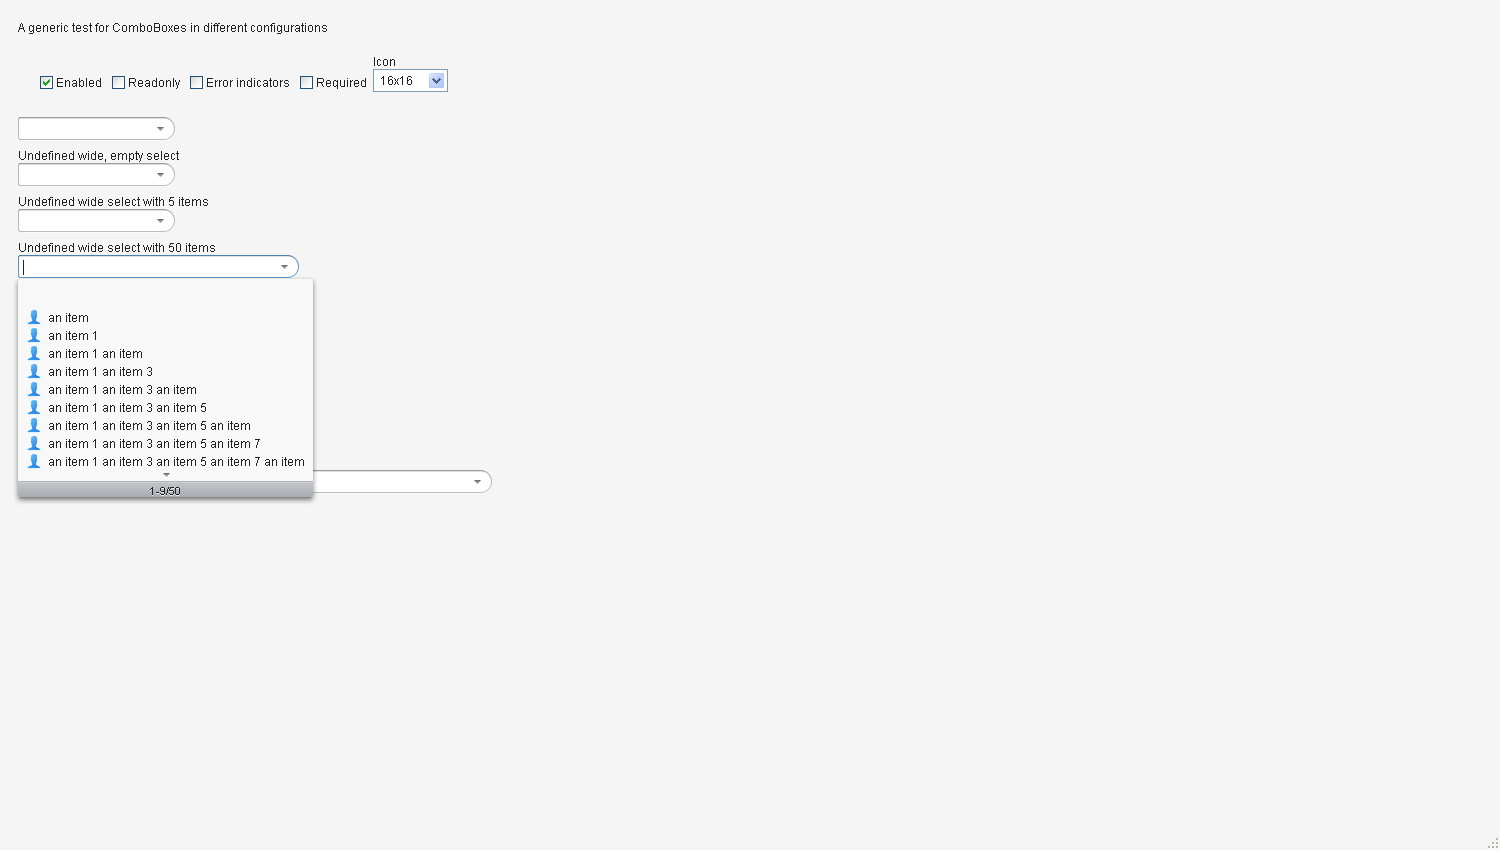 A generic test for ComboBoxes in different configurations
Icon
Enabled Readonly Error indicators Required 16x16
Undefined wide, empty select
Undefined wide select with 5 items
Undefined wide select with 50 items
an item
an item 1
an item 1 an item
an item 1 an item 3
an item 1 an item 3 an item
an item 1 an item 3 an item 5
an item 1 an item 3 an item 5 an item
an item 1 an item 3 an item 5 an item 7
an item 1 an item 3 an item 5 an item 7 an item
1-9/50